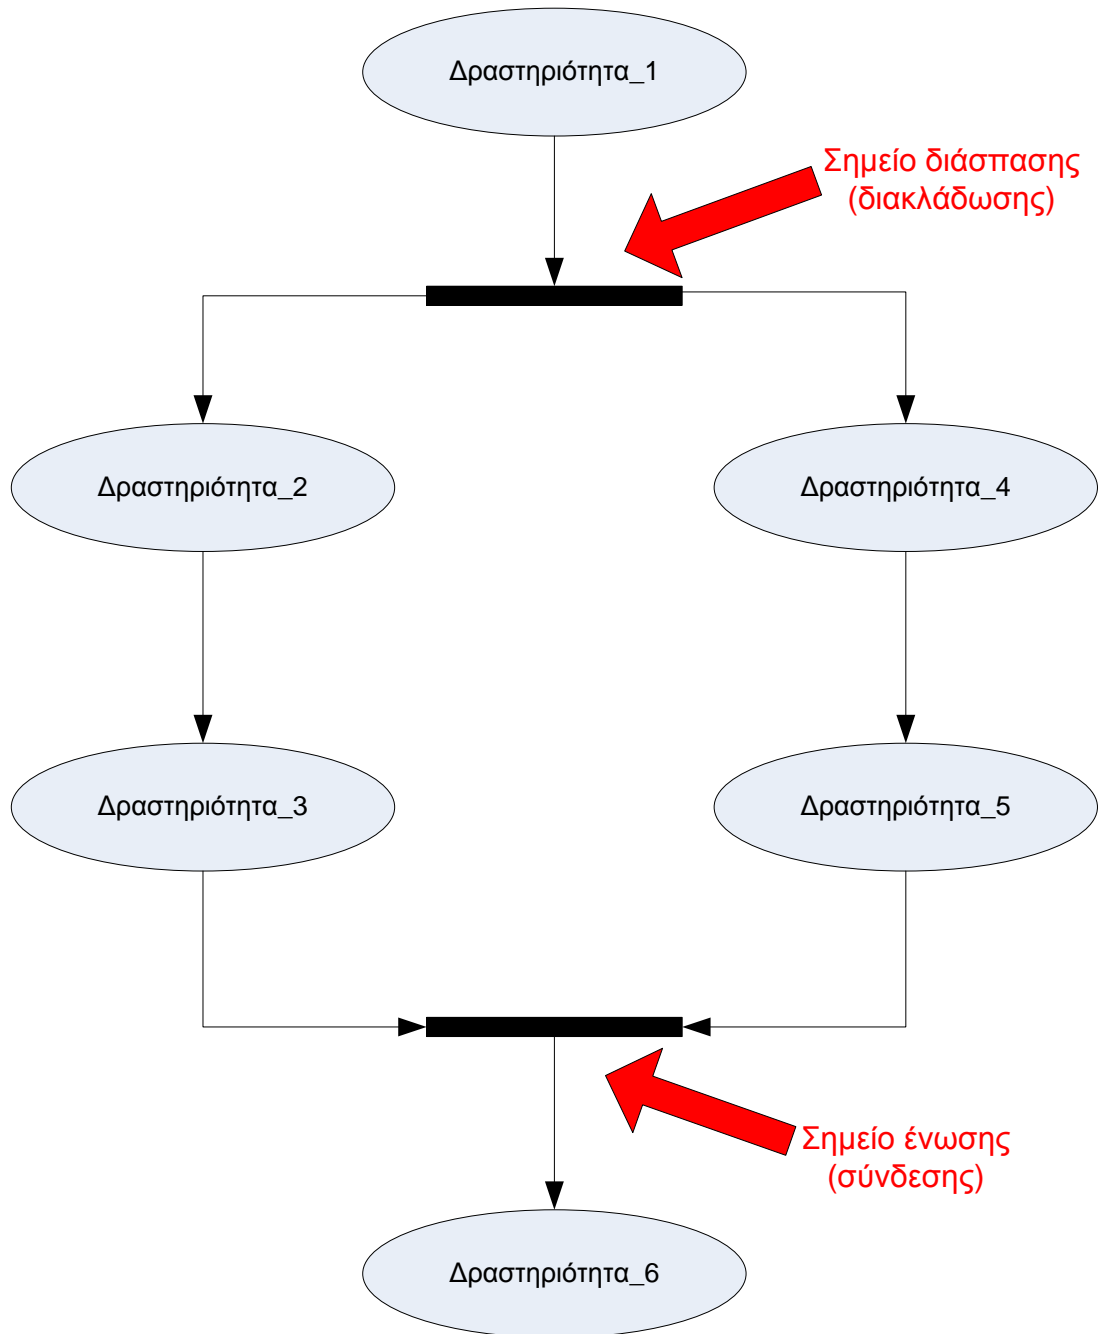 Δραστηριότητα_1
Σημείο διάσπασης
(διακλάδωσης)
Δραστηριότητα_2
Δραστηριότητα_4
Δραστηριότητα_3
Δραστηριότητα_5
Σημείο ένωσης
(σύνδεσης)
Δραστηριότητα_6